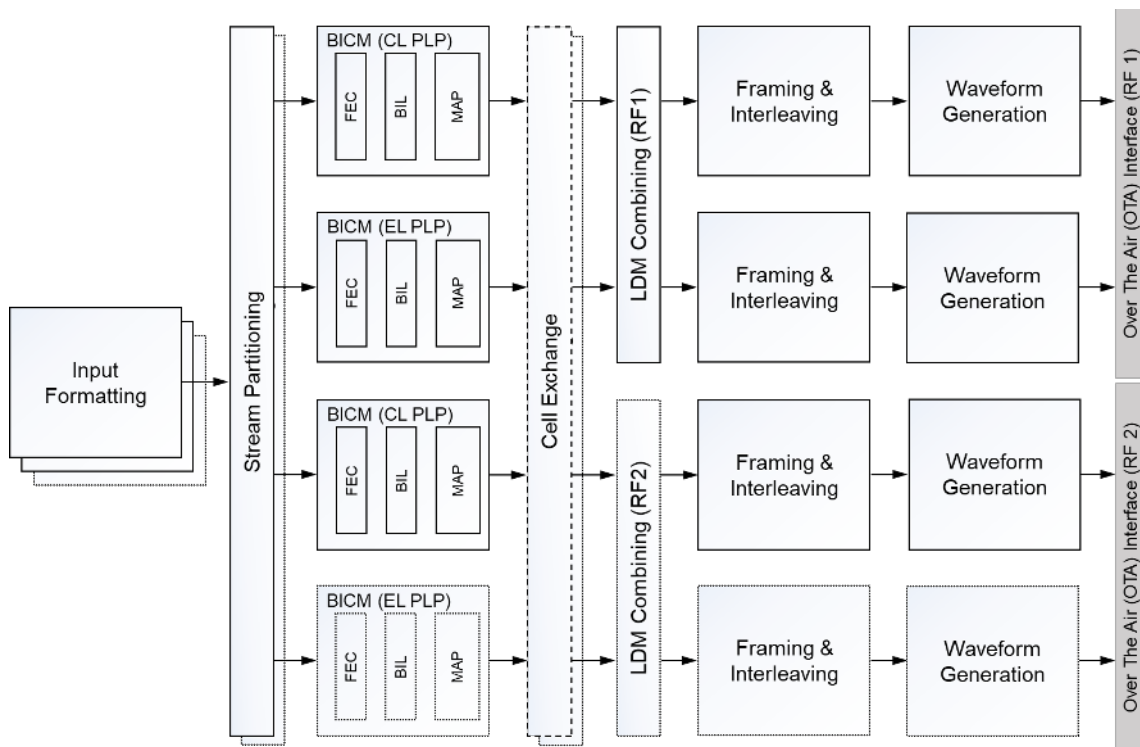 Input
Formatting
Stream Partitioning
BICM (CL PLP)
FEC
BIL
MAP
BICM (EL PLP)
FEC
BIL
MAP
BICM (CL PLP)
FEC
BIL
MAP
BICM (EL PLP)
FEC
BIL
MAP
Cell Exchange
LDM Combining (RF1)
LDM Combining (RF2)
Framing &
Interleaving
Waveform
Generation
Framing &
Interleaving
Waveform
Generation
Framing &
Interleaving
Waveform
Generation
Framing &
Interleaving
Waveform
Generation
Over The Air (OTA) Interface (RF 1)
Over The Air (OTA) Interface (RF 2)